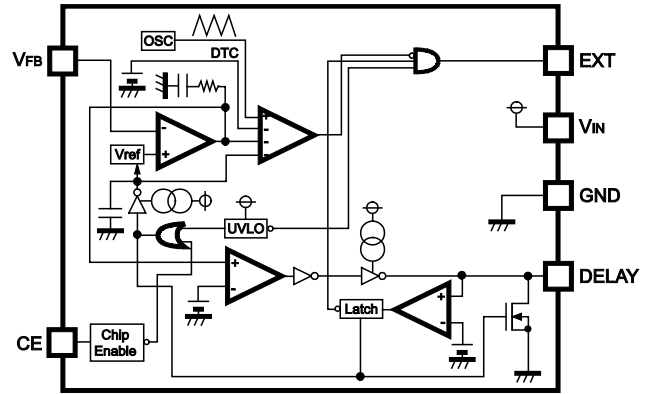 OSC
DTC
VFB
EXT
Vref
VIN
GND
UVLO
DELAY
Latch
CE
Chip
Enable